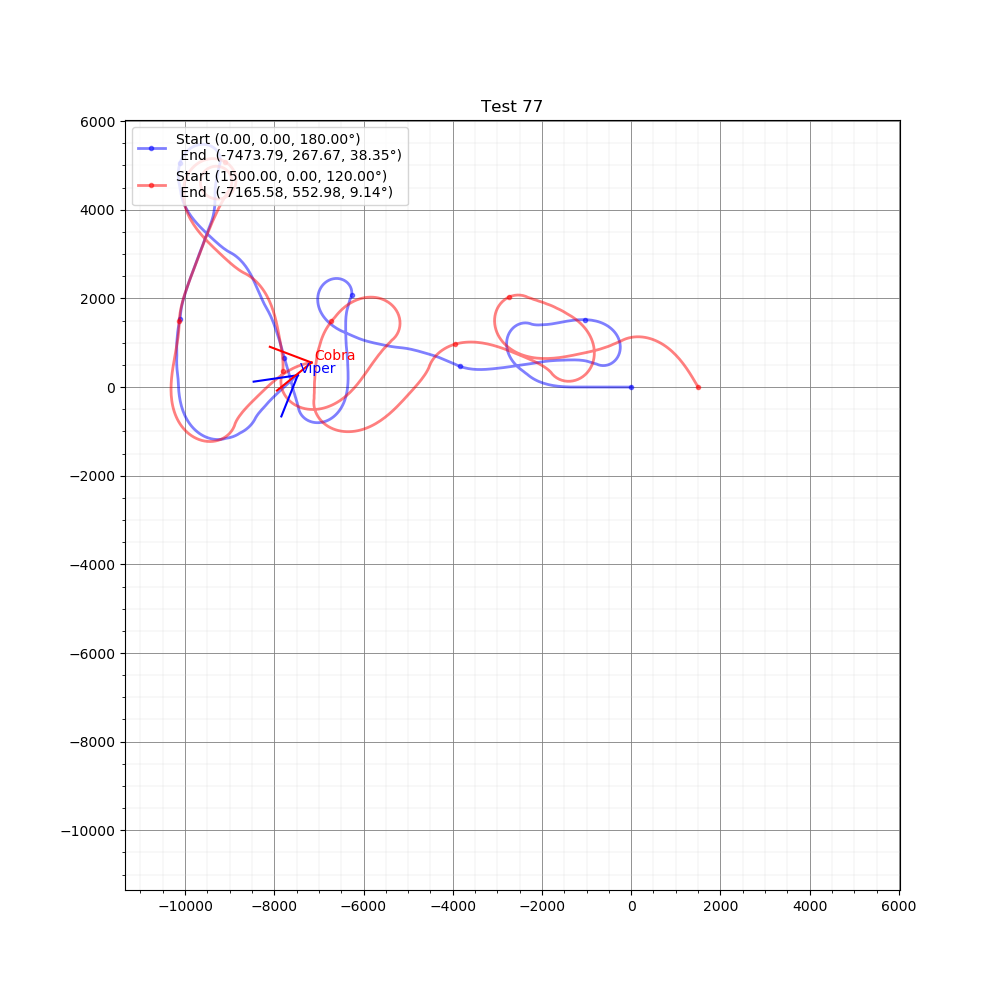 Test 77
Start (0.00, 0.00, 180.00°)
End (-7473.79, 267.67, 38.35°)
Start (1500.00, 0.00, 120.00°)
End (-7165.58, 552.98, 9.14°)
6000
4000
2000
0
−2000
−4000
−6000
−8000
−10000
Cobra
Viper
−10000 −8000 −6000 −4000 −2000 0 2000 4000 6000